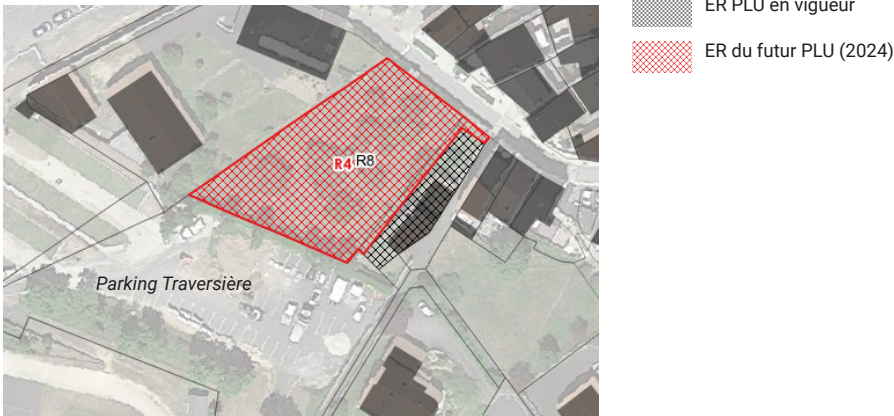 ER PLU en vigueur
ER du futur PLU (2024)
R4 R8
Parking Traversière